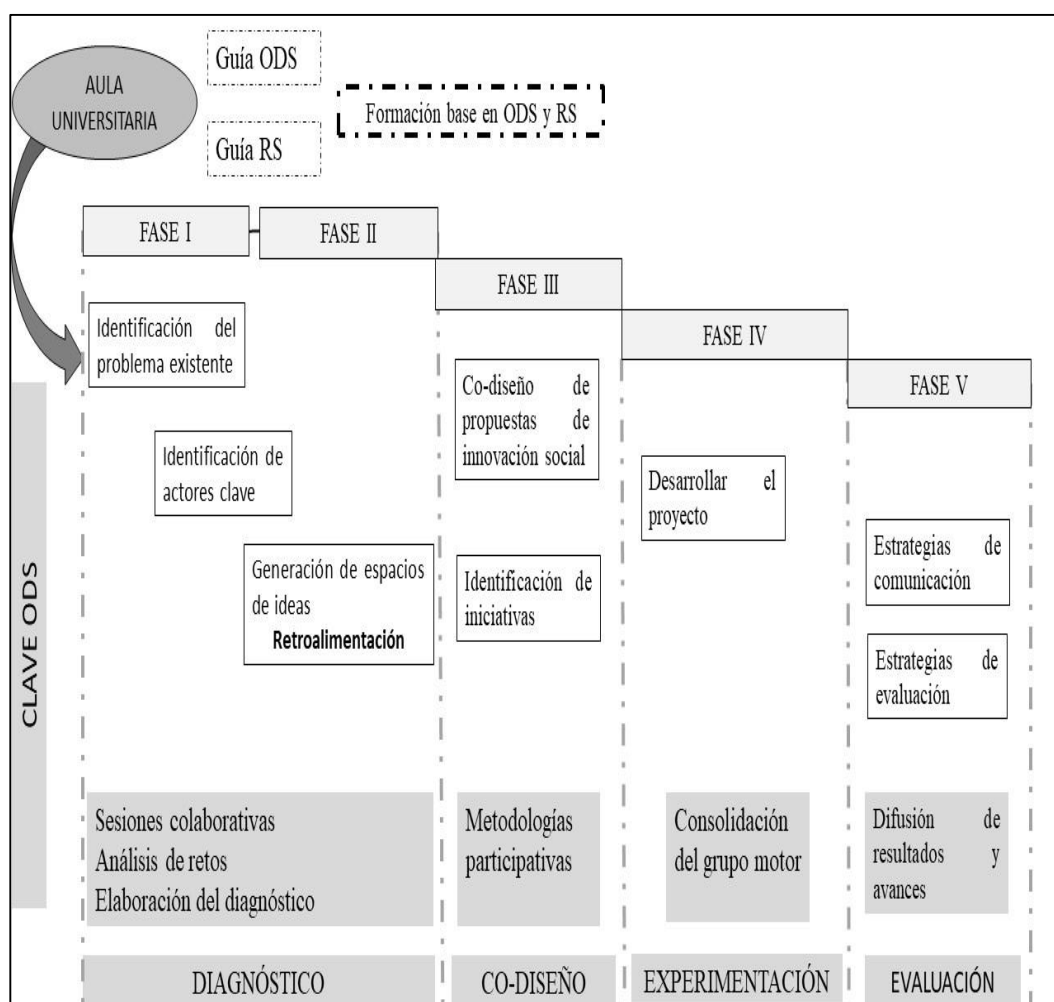 AULA
UNIVERSITARIA
Guía ODS
Guía RS
Formación base en ODS y RS
FASE I
FASE II
FASE III
FASE IV
FASE V
Identificación del
problema existente
Identificación de
actores clave
Generación de espacios
de ideas
Retroalimentación
Co-diseño de
propuestas de
innovación social
Identificación de
iniciativas
Desarrollar el
proyecto
Estrategias de
comunicación
Estrategias de
evaluación
CLAVE ODS
Sesiones colaborativas
Análisis de retos
Elaboración del diagnóstico
Metodologías
participativas
Consolidación
del grupo motor
Difusión de
resultados y
avances
DIAGNÓSTICO
CO-DISEÑO
EXPERIMENTACIÓN
EVALUACIÓN